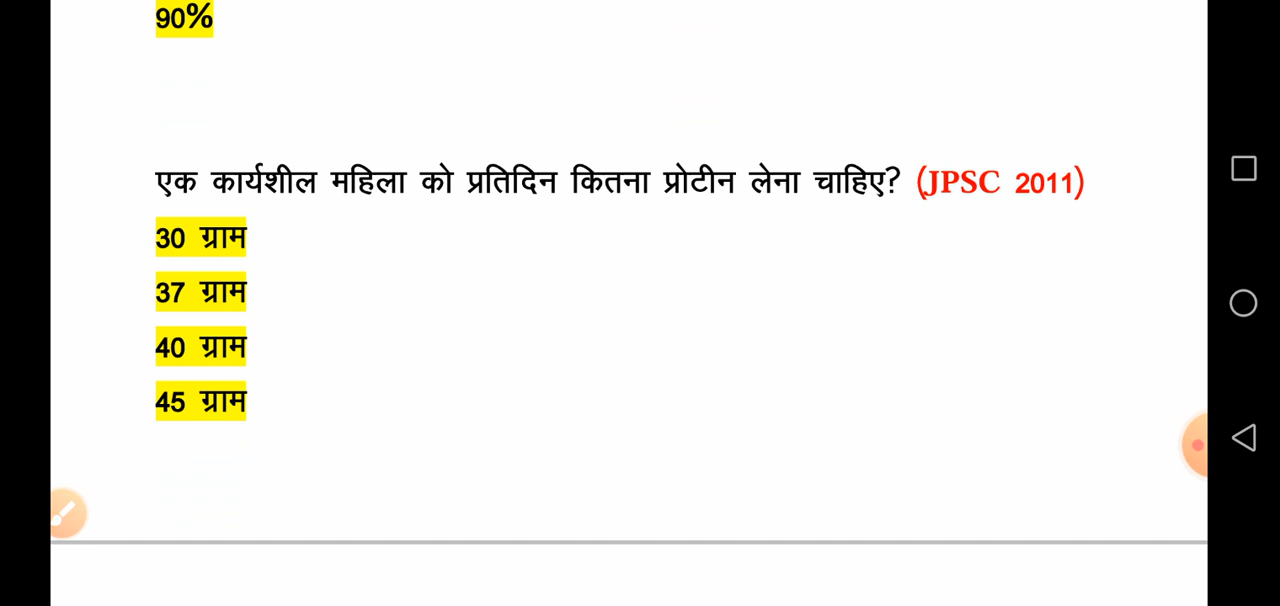 90%
एक कार्यशील महिला को प्रतिदिन कितना प्रोटीन लेना चाहिए? (JPSC 2011)
30 ग्राम
37 ग्राम
40 ग्राम
45 ग्राम